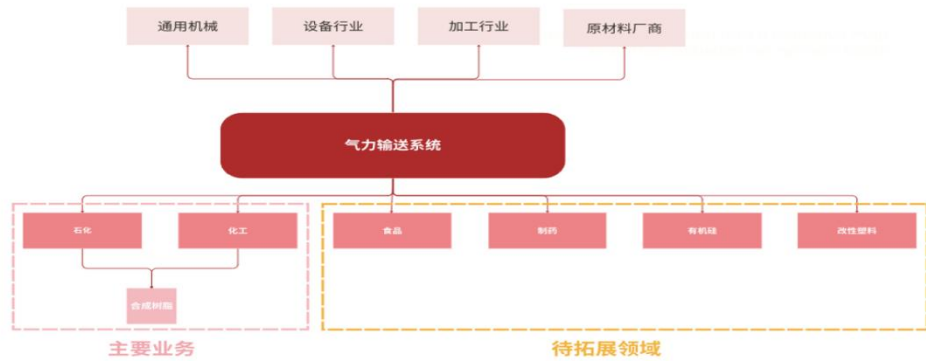 通用机械
设备行业
加工行业
原材料厂商
气力输送系统
石化
化工
食品
制药
有机硅
改性塑料
合成树脂
主要业务
待拓展领域